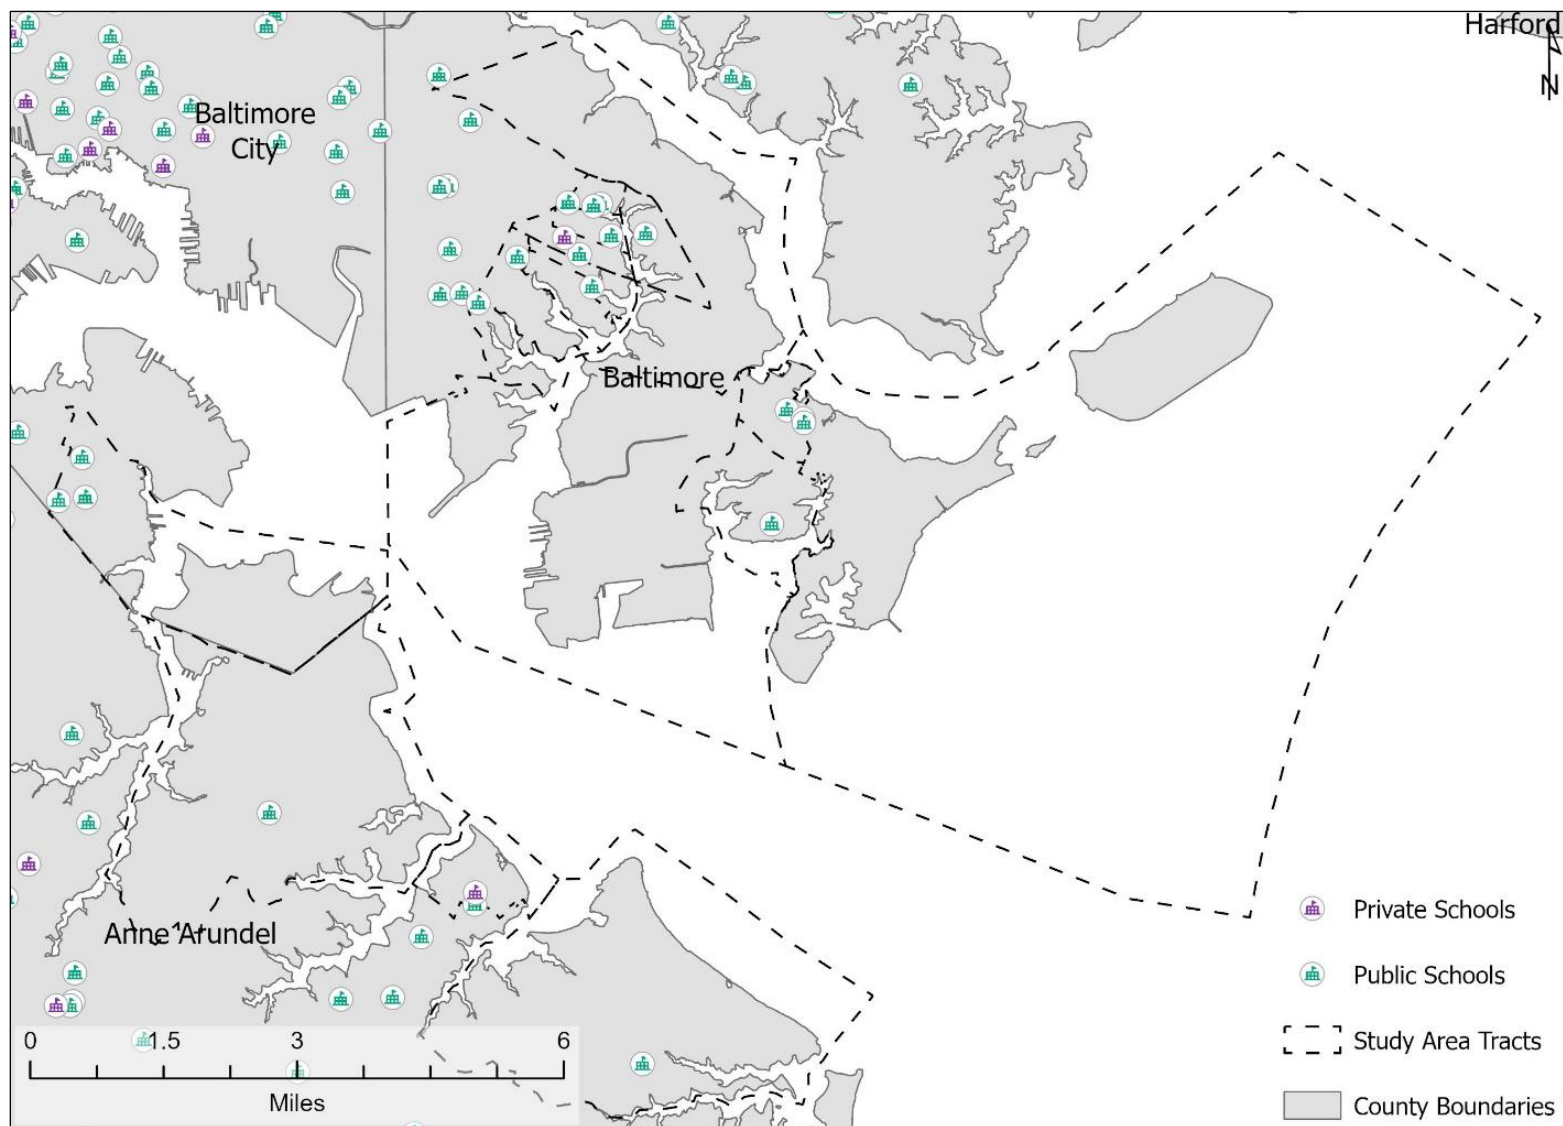 Harford
N
Baltimore
City
Baltimore
Anne Arundel
Private Schools
Public Schools
Study Area Tracts
County Boundaries
0 1.5 3 6
Miles